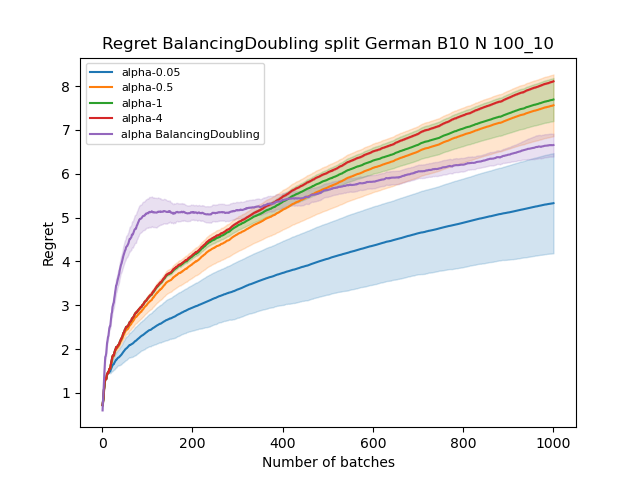 Regret BalancingDoubling split German B10 N 100_10
alpha-0.05
alpha-0.5
alpha-1
alpha-4
alpha BalancingDoubling
8
7
6
5
4
3
2
1
Regret
0
200
400
600
800
1000
Number of batches